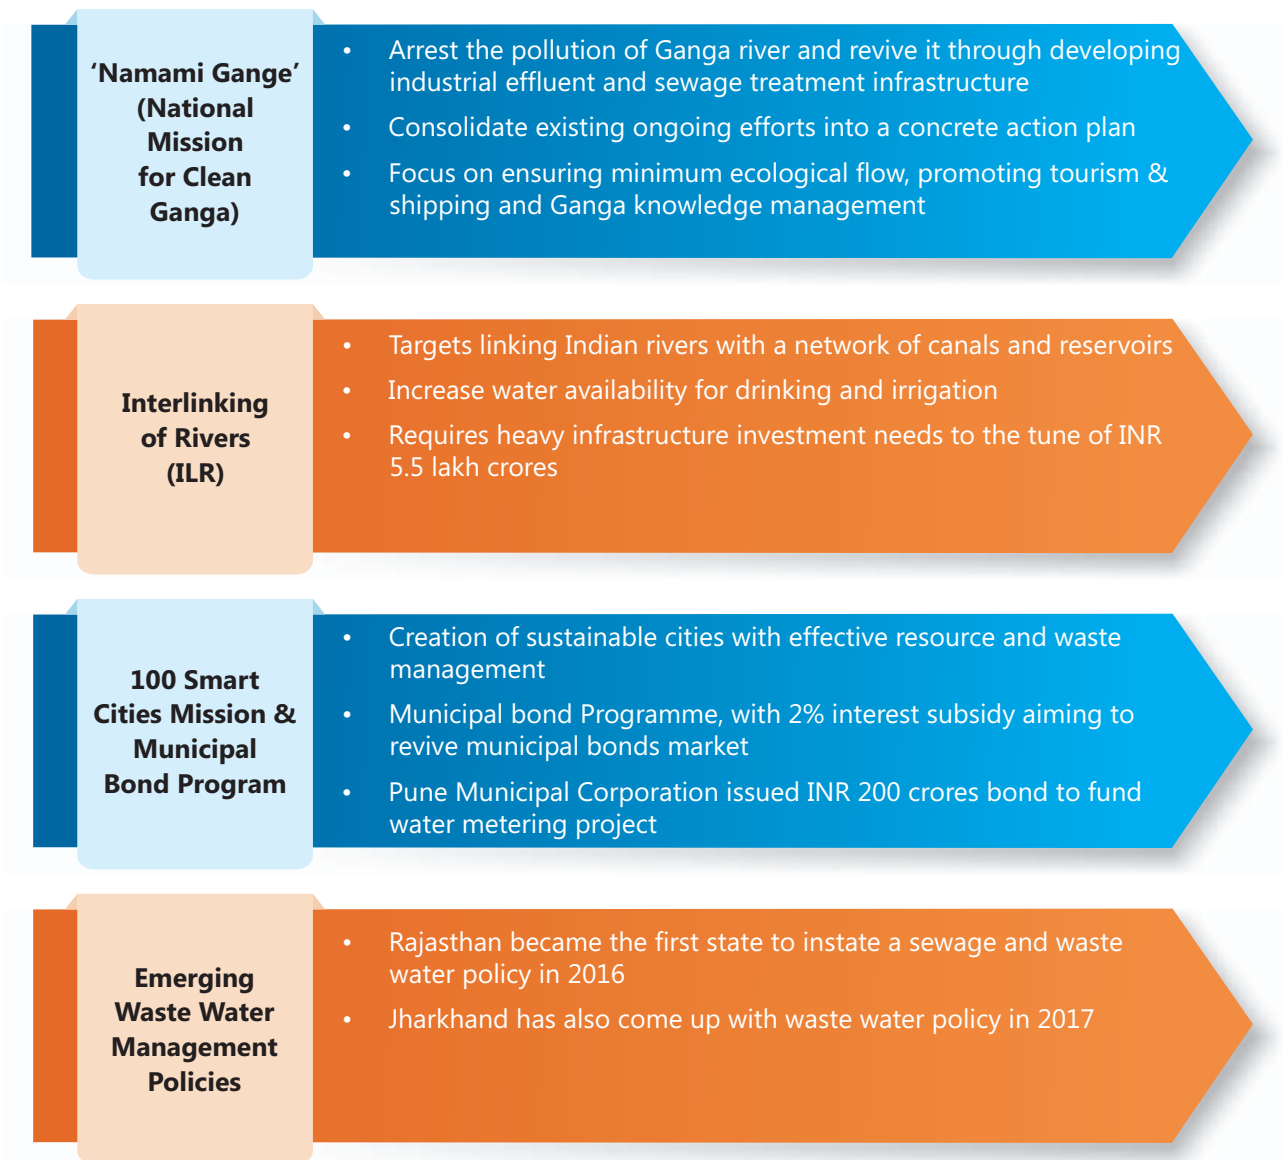 ‘Namami Gange’
(National
Mission
for Clean
Ganga)
• Arrest the pollution of Ganga river and revive it through developing
industrial effluent and sewage treatment infrastructure
• Consolidate existing ongoing efforts into a concrete action plan
• Focus on ensuring minimum ecological flow, promoting tourism &
shipping and Ganga knowledge management
Interlinking
of Rivers
(ILR)
• Targets linking Indian rivers with a network of canals and reservoirs
• Increase water availability for drinking and irrigation
• Requires heavy infrastructure investment needs to the tune of INR
5.5 lakh crores
100 Smart
Cities Mission &
Municipal
Bond Program
• Creation of sustainable cities with effective resource and waste
management
• Municipal bond Programme, with 2% interest subsidy aiming to
revive municipal bonds market
• Pune Municipal Corporation issued INR 200 crores bond to fund
water metering project
Emerging
Waste Water
Management
Policies
• Rajasthan became the first state to instate a sewage and waste
water policy in 2016
• Jharkhand has also come up with waste water policy in 2017